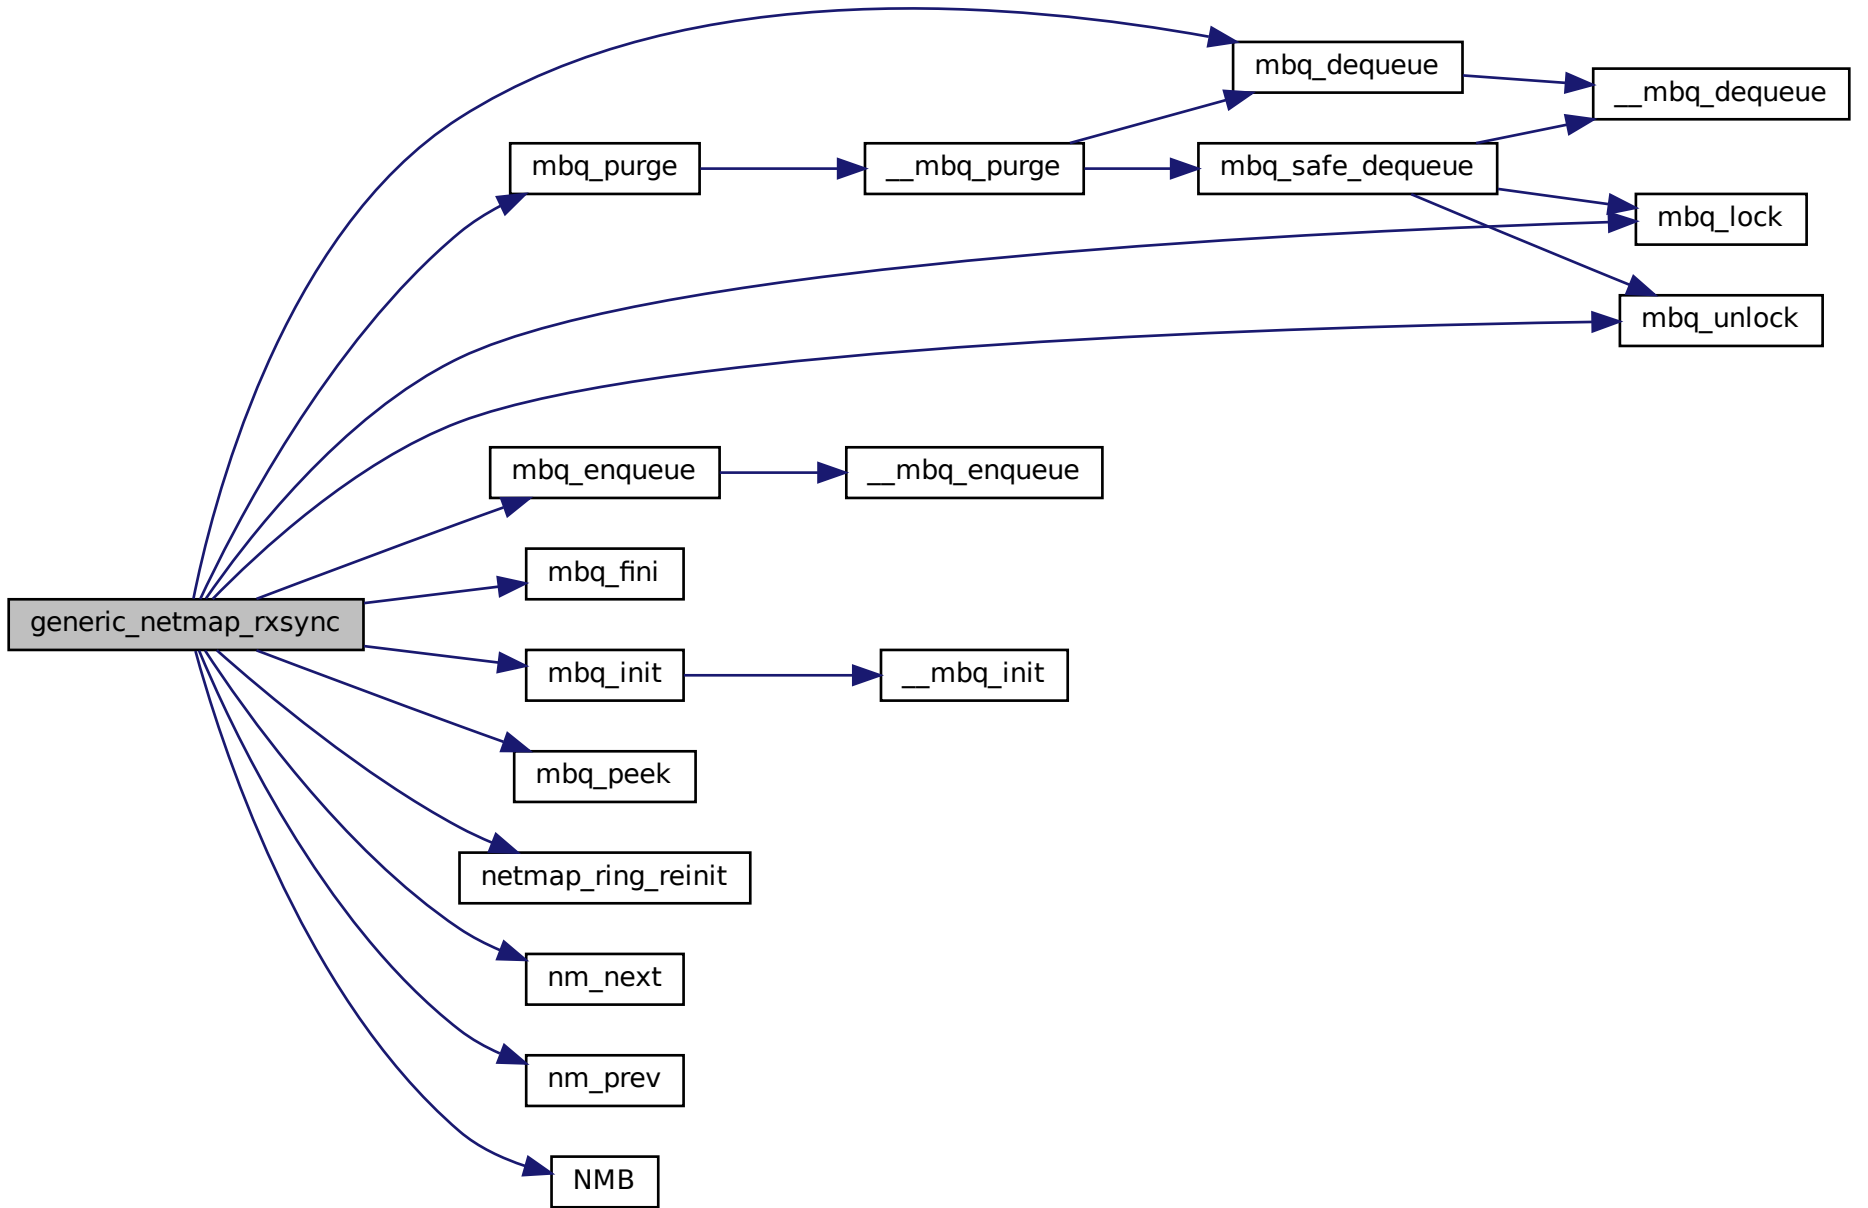 mbq_dequeue
__mbq_dequeue
mbq_purge
__mbq_purge
mbq_safe_dequeue
mbq_lock
mbq_unlock
mbq_enqueue
__mbq_enqueue
mbq_fini
generic_netmap_rxsync
mbq_init
__mbq_init
mbq_peek
netmap_ring_reinit
nm_next
nm_prev
NMB